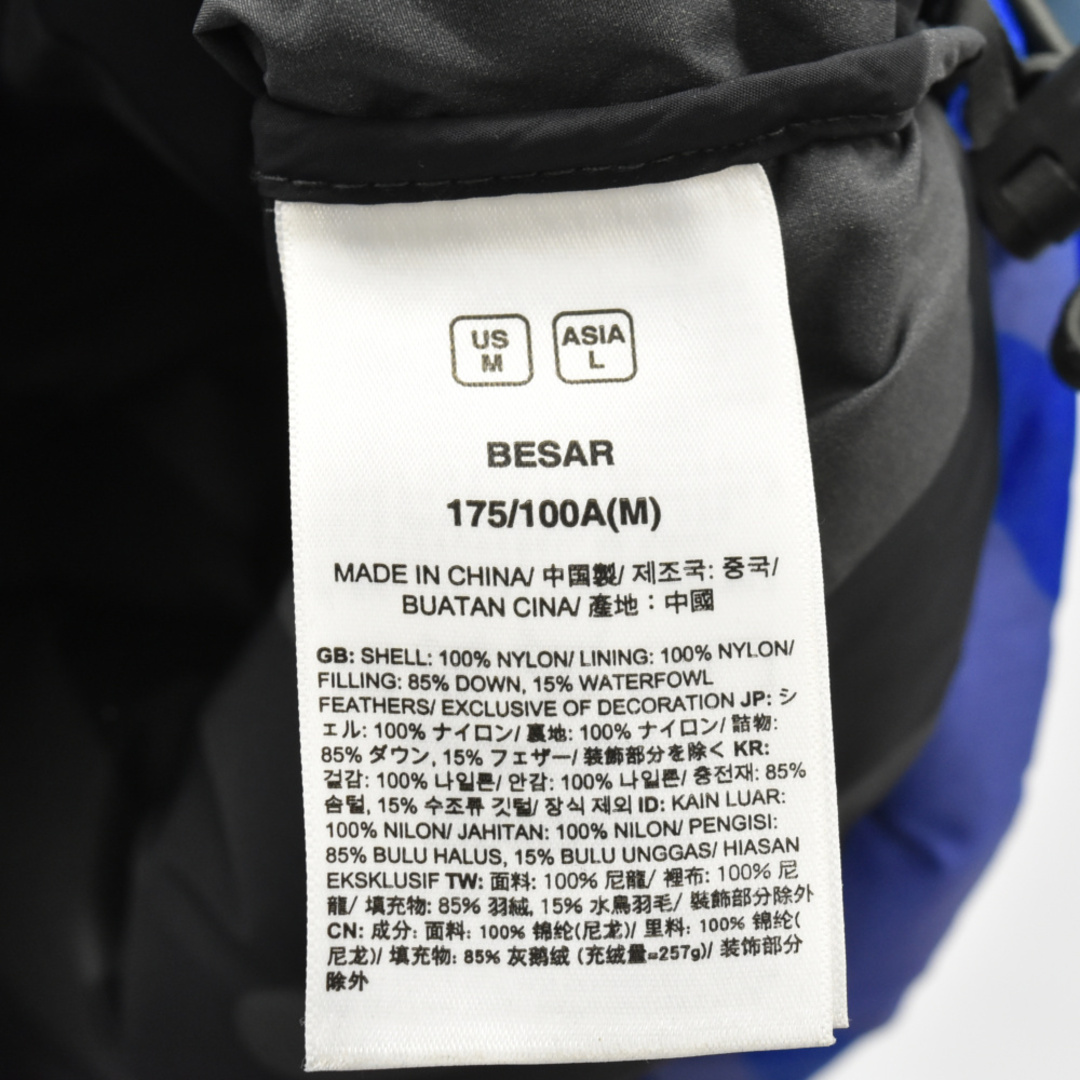 US
M
ASIA
L
BESAR
175/100A(M)
MADE IN CHINA/ 中国製/ 제조국: 중국/
BUATAN CINA/ 產地：中國
GB: SHELL: 100% NYLON/ LINING: 100% NYLON/
FILLING: 85% DOWN, 15% WATERFOWL
FEATHERS/ EXCLUSIVE OF DECORATION JP: シ
ェル: 100% ナイロン/ 裏地: 100% ナイロン/ 詰物:
85% ダウン, 15% フェザー/ 装飾部分を除く KR:
겉감: 100% 나일론/ 안감: 100% 나일론/ 충전재: 85%
솜털, 15% 수조류 깃털/ 장식 제외 ID: KAIN LUAR:
100% NILON/ JAHITAN: 100% NILON/ PENGISI:
85% BULU HALUS, 15% BULU UNGGAS/ HIASAN
EKSKLUSIF TW: 面料: 100% 尼龍/ 裡布: 100% 尼
龍/ 填充物: 85% 羽絨, 15% 水鳥羽毛/ 裝飾部分除外
CN: 成分: 面料: 100% 锦纶(尼龙)/ 里料: 100% 锦纶(
尼龙)/ 填充物: 85% 灰鹅绒 (充绒量=257g)/ 装饰部分
除外